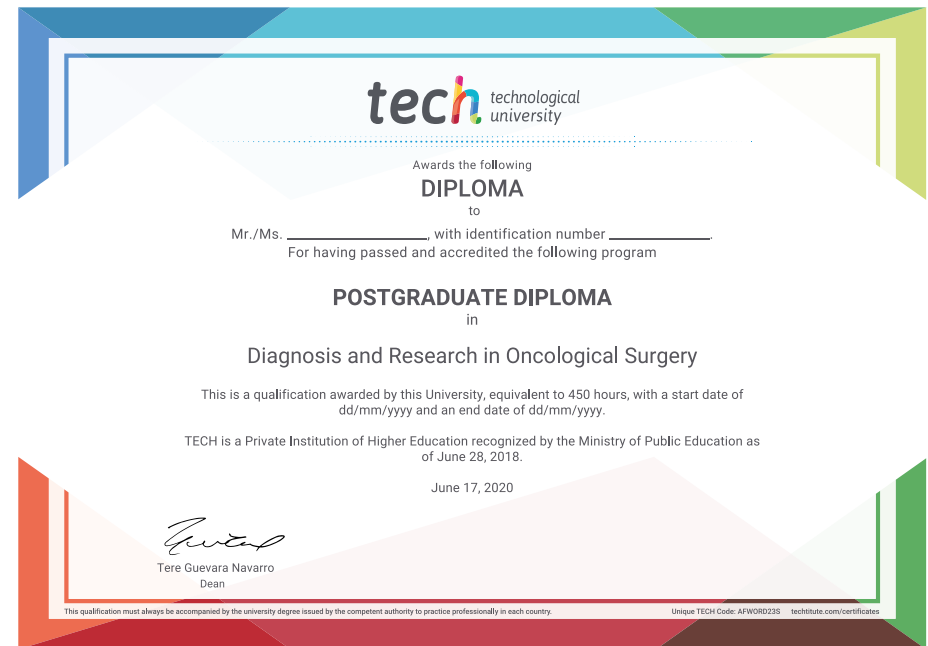 tech technological
university
Awards the following
DIPLOMA
to
Mr./Ms. ____________________, with identification number ______________.
For having passed and accredited the following program
POSTGRADUATE DIPLOMA
in
Diagnosis and Research in Oncological Surgery
This is a qualification awarded by this University, equivalent to 450 hours, with a start date of
dd/mm/yyyy and an end date of dd/mm/yyyy.
TECH is a Private Institution of Higher Education recognized by the Ministry of Public Education as
of June 28, 2018.
June 17, 2020
Tere Guevara Navarro
Dean
This qualification must always be accompanied by the university degree issued by the competent authority to practice professionally in each country. Unique TECH Code: AFWORD23S techtitute.com/certificates